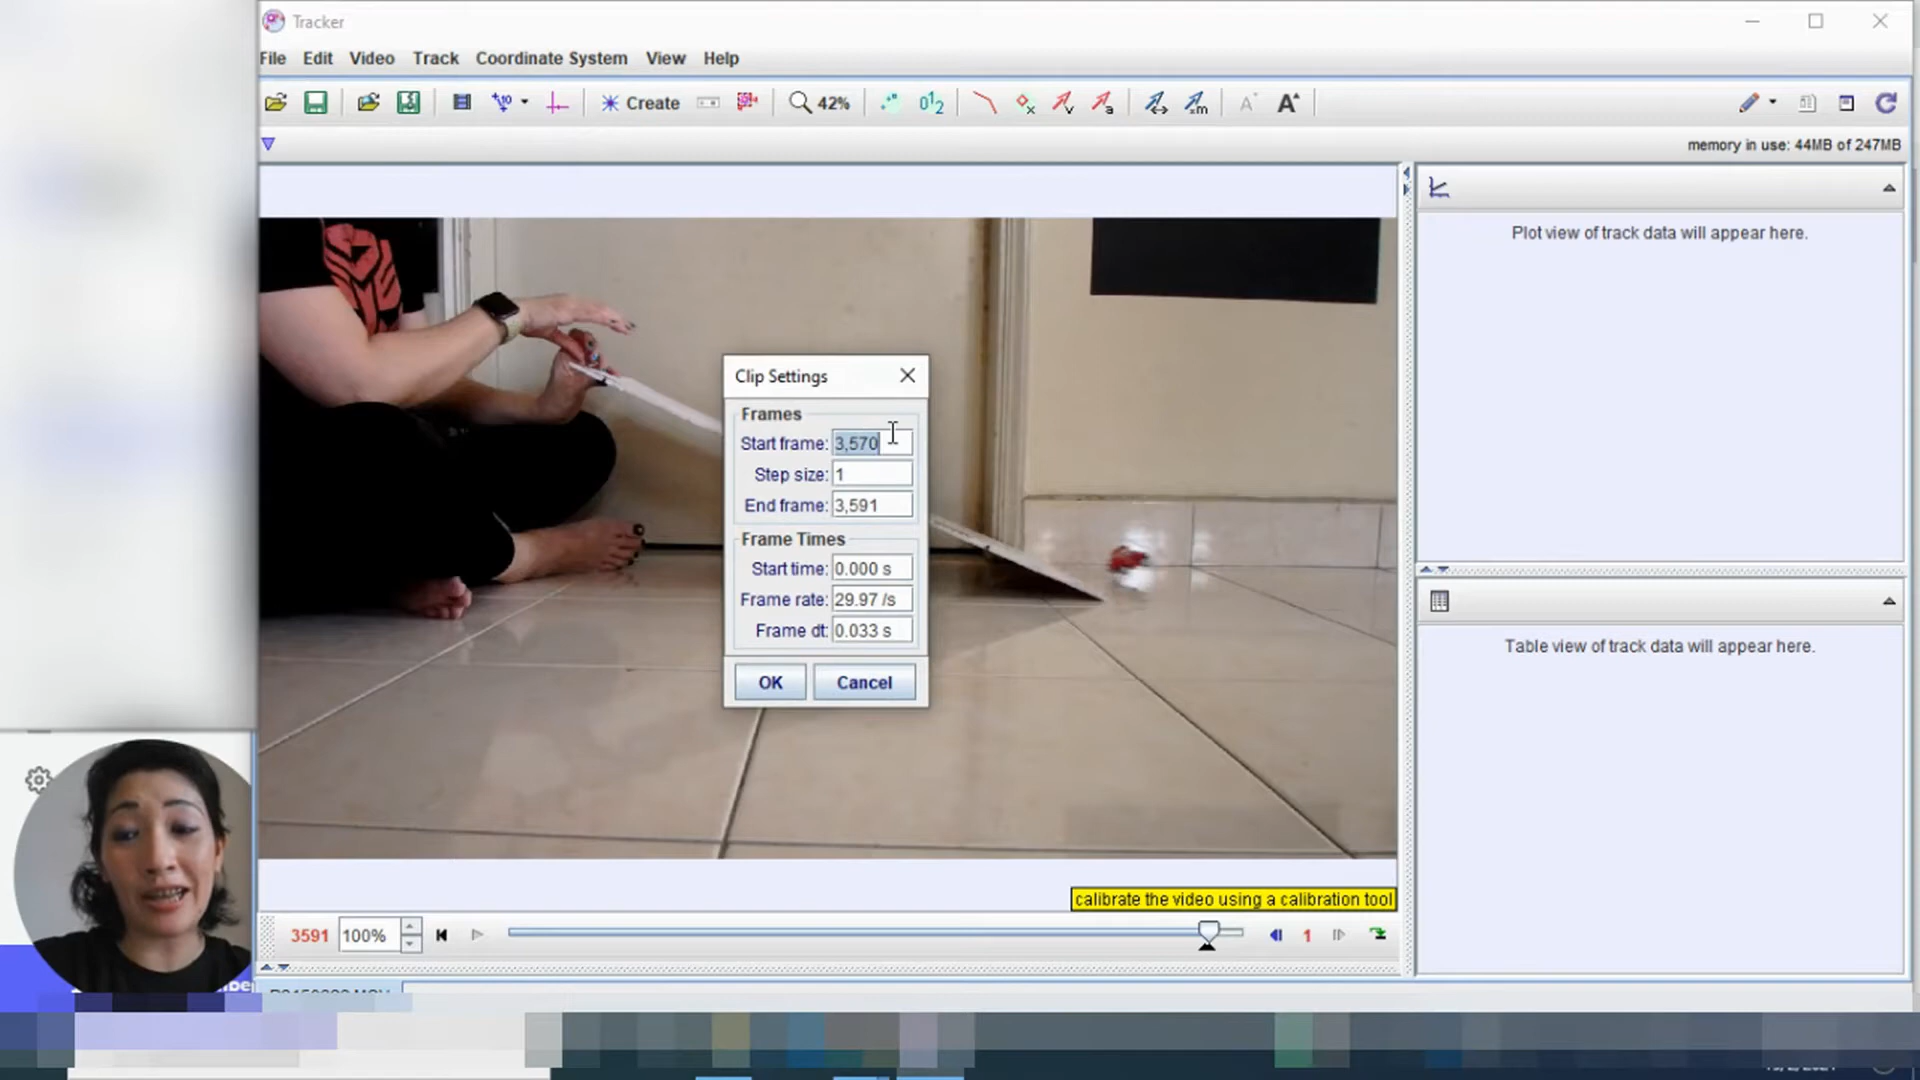 Tracker
File Edit Video Track Coordinate System View Help
Create 42%
memory in use: 44MB of 247MB
Plot view of track data will appear here.
Clip Settings
Frames
Start frame: 3,570
Step size: 1
End frame: 3,591
Frame Times
Start time: 0.000 s
Frame rate: 29.97 /s
Frame dt: 0.033 s
OK Cancel
Table view of track data will appear here.
calibrate the video using a calibration tool
3591 100% 1